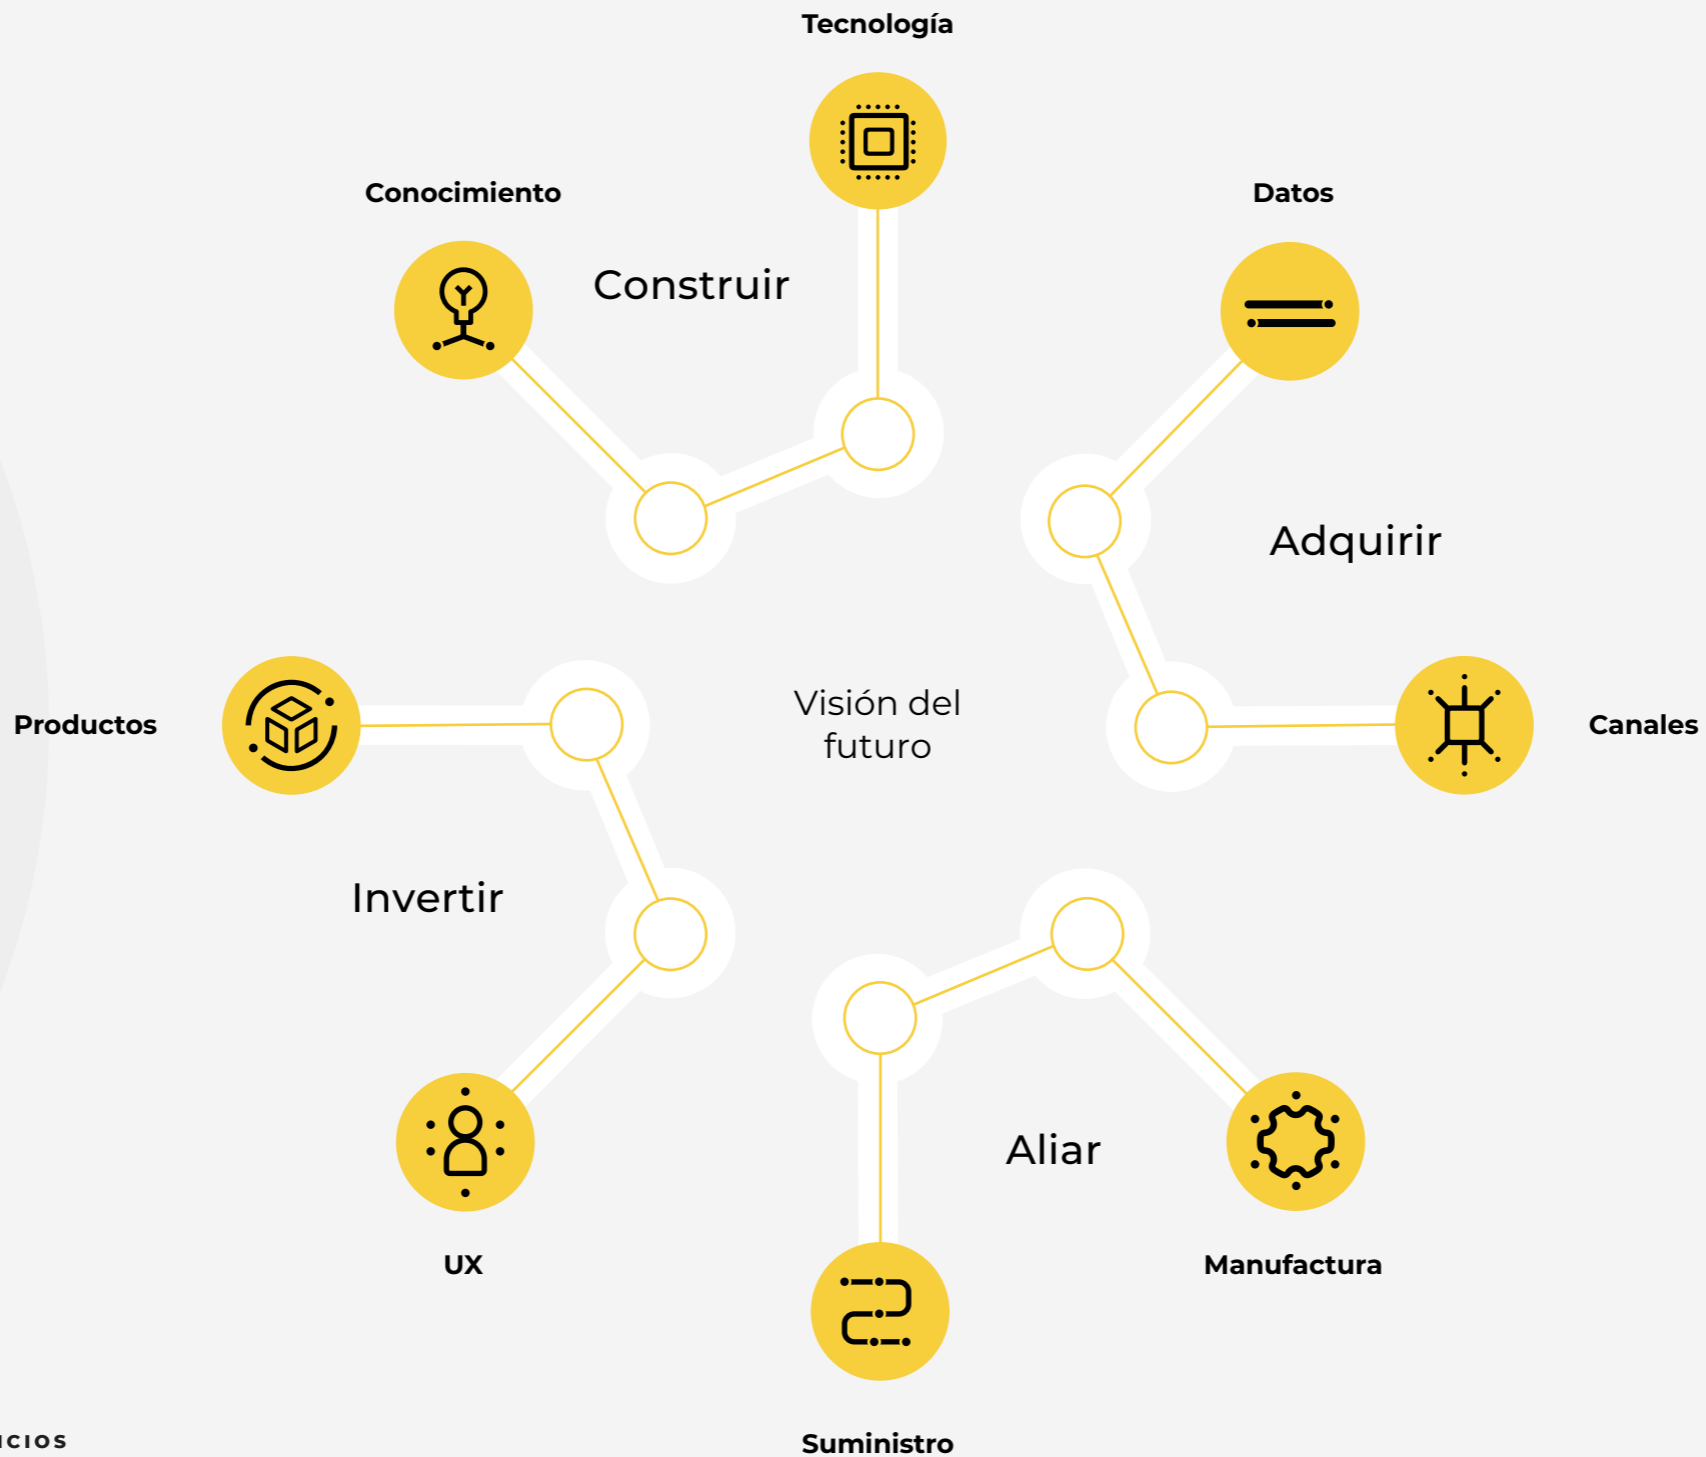 Tecnología
Conocimiento
Datos
Construir
Adquirir
Visión del
futuro
Productos
Canales
Invertir
Aliar
UX
Manufactura
Suministro